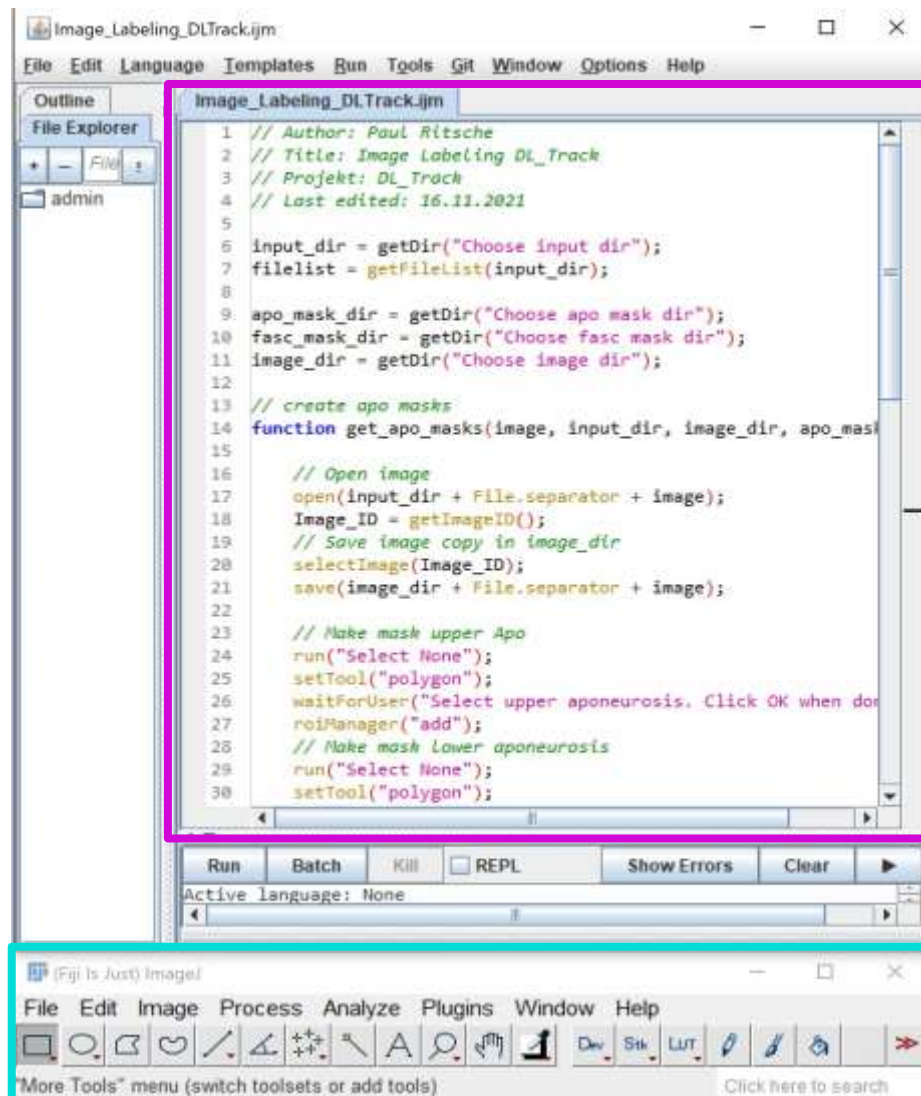 Image_Labeling_DLTrack.ijm
File Edit Language Templates Run Tools Git Window Options Help
Outline
File Explorer
+ - File
admin
Image_Labeling_DLTrack.ijm
1 // Author: Paul Ritsche
2 // Title: Image Labeling DL_Track
3 // Projekt: DL_Track
4 // Last edited: 16.11.2021
5
6 input_dir = getDir("Choose input dir");
7 filelist = getFileList(input_dir);
8
9 apo_mask_dir = getDir("Choose apo mask dir");
10 fasc_mask_dir = getDir("Choose fasc mask dir");
11 image_dir = getDir("Choose image dir");
12
13 // create apo masks
14 function get_apo_masks(image, input_dir, image_dir, apo_mask
15
16 // Open image
17 open(input_dir + File.separator + image);
18 Image_ID = getImageID();
19 // Save image copy in image_dir
20 selectImage(Image_ID);
21 save(image_dir + File.separator + image);
22
23 // Make mask upper Apo
24 run("Select None");
25 setTool("polygon");
26 waitForUser("Select upper aponeurosis. Click OK when don
27 roiManager("add");
28 // Make mask lower aponeurosis
29 run("Select None");
30 setTool("polygon");
Run Batch Kill REPL Show Errors Clear
Active language: None
(Fiji Is Just) ImageJ
File Edit Image Process Analyze Plugins Window Help
A Dev Stk LUT
"More Tools" menu (switch toolsets or add tools) Click here to search